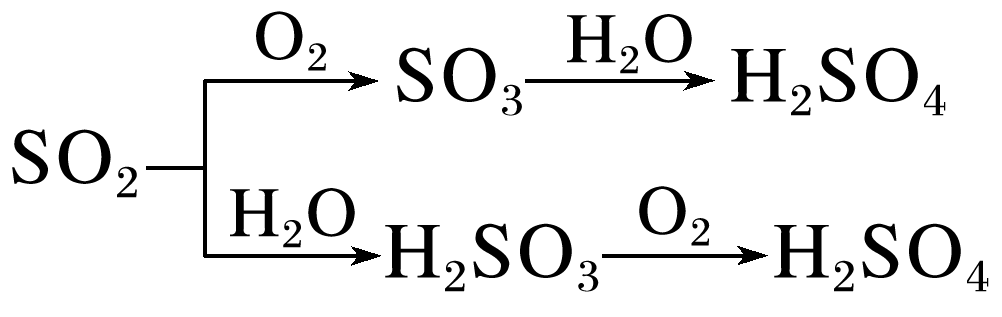 O₂ H₂O
SO₃ H₂SO₄
SO₂
H₂O O₂
H₂SO₃ H₂SO₄